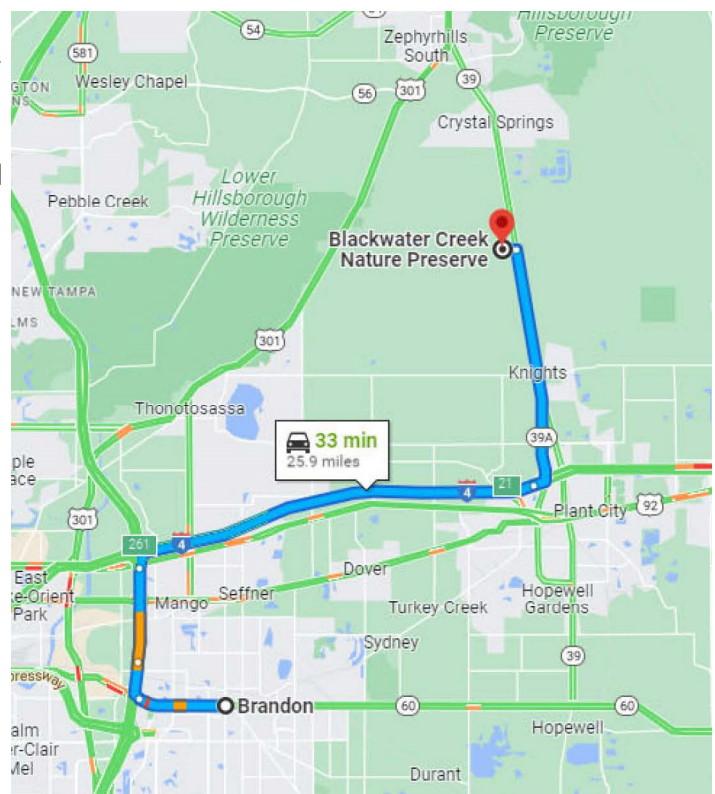 Hillsborough
Preserve
54
Zephyrhills
South
581
Wesley Chapel
39
301
56
Crystal Springs
Lower
Hillsborough
Wilderness
Preserve
Pebble Creek
Blackwater Creek
Nature Preserve
NEW TAMPA
301
Knights
Thonotosassa
39A
33 min
25.9 miles
21
4
Plant City
92
301
261
4
East
Park
Dover
Mango
Seffner
Turkey Creek
Hopewell
Gardens
Sydney
39
Brandon
60
60
Hopewell
Durant